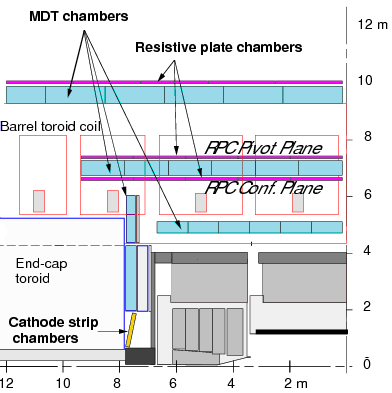 MDT chambers
12 m
Resistive plate chambers
10
Barrel toroid coil
8
RPC Pivot Plane
RPC Conf. Plane
6
End-cap
toroid
4
2
Cathode strip
chambers
0
12 10 8 6 4 2 m